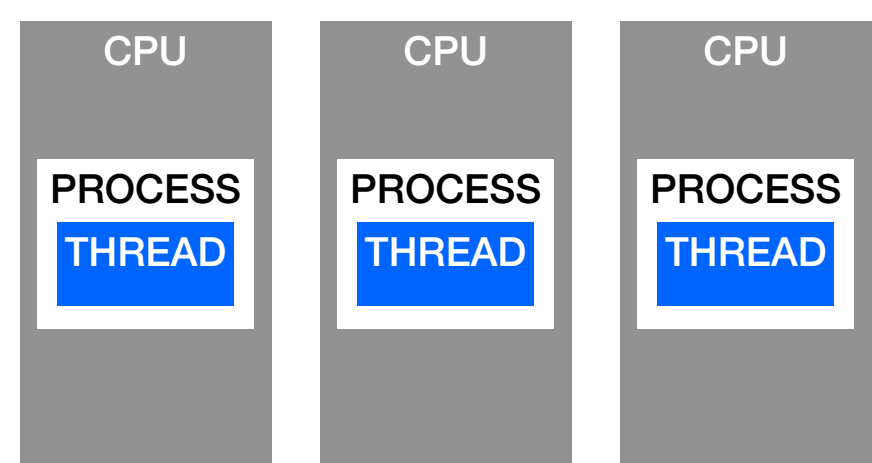 CPU
PROCESS
THREAD
CPU
PROCESS
THREAD
CPU
PROCESS
THREAD